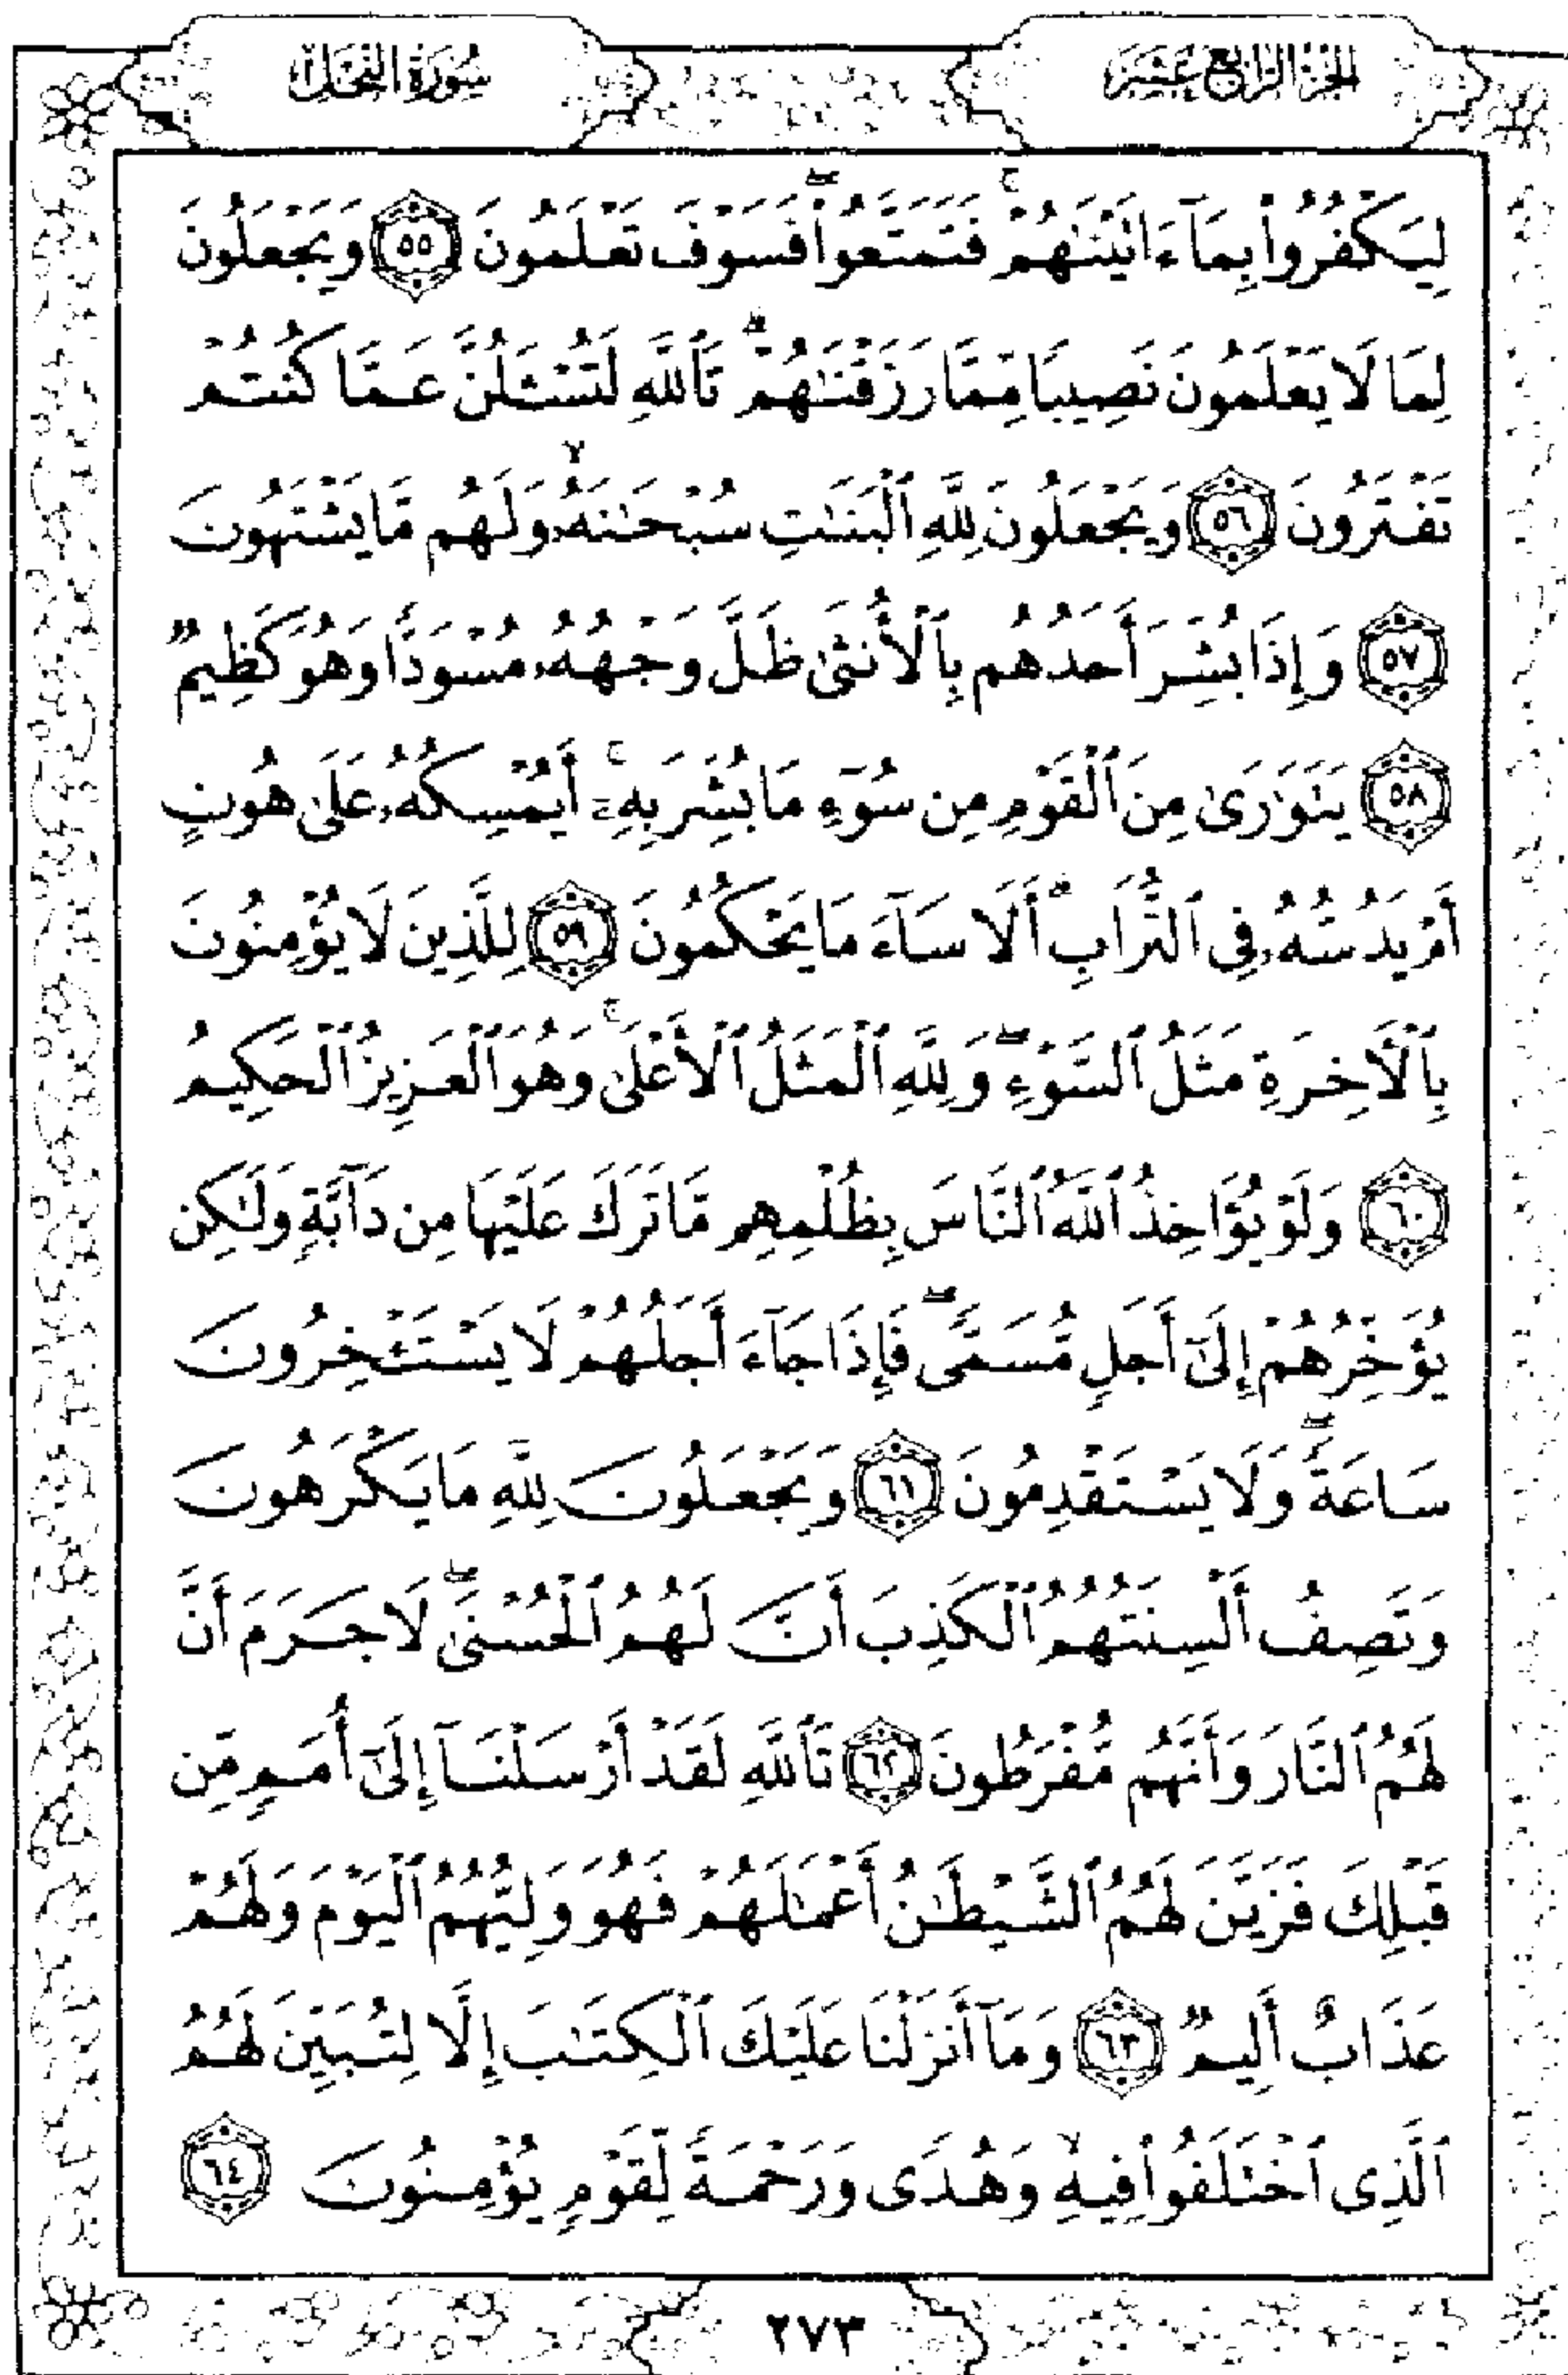 الجزء الرابع عشر
سورة النحل
لِيَكْفُرُوا۟ بِمَآ ءَاتَيْنَٰهُمْ ۚ فَتَمَتَّعُوا۟ ۖ فَسَوْفَ تَعْلَمُونَ ٥٥ وَيَجْعَلُونَ
لِمَا لَا يَعْلَمُونَ نَصِيبًا مِّمَّا رَزَقْنَٰهُمْ ۗ تَٱللَّهِ لَتُسْـَٔلُنَّ عَمَّا كُنتُمْ
تَفْتَرُونَ ٥٦ وَيَجْعَلُونَ لِلَّهِ ٱلْبَنَٰتِ سُبْحَٰنَهُۥ ۙ وَلَهُم مَّا يَشْتَهُونَ
٥٧ وَإِذَا بُشِّرَ أَحَدُهُم بِٱلْأُنثَىٰ ظَلَّ وَجْهُهُۥ مُسْوَدًّا وَهُوَ كَظِيمٌ
٥٨ يَتَوَٰرَىٰ مِنَ ٱلْقَوْمِ مِن سُوٓءِ مَا بُشِّرَ بِهِۦٓ ۚ أَيُمْسِكُهُۥ عَلَىٰ هُونٍ
أَمْ يَدُسُّهُۥ فِى ٱلتُّرَابِ ۗ أَلَا سَآءَ مَا يَحْكُمُونَ ٥٩ لِلَّذِينَ لَا يُؤْمِنُونَ
بِٱلْءَاخِرَةِ مَثَلُ ٱلسَّوْءِ ۖ وَلِلَّهِ ٱلْمَثَلُ ٱلْأَعْلَىٰ ۚ وَهُوَ ٱلْعَزِيزُ ٱلْحَكِيمُ
٦٠ وَلَوْ يُؤَاخِذُ ٱللَّهُ ٱلنَّاسَ بِظُلْمِهِم مَّا تَرَكَ عَلَيْهَا مِن دَآبَّةٍ وَلَٰكِن
يُؤَخِّرُهُمْ إِلَىٰٓ أَجَلٍ مُّسَمًّى ۖ فَإِذَا جَآءَ أَجَلُهُمْ لَا يَسْتَـْٔخِرُونَ
سَاعَةً ۖ وَلَا يَسْتَقْدِمُونَ ٦١ وَيَجْعَلُونَ لِلَّهِ مَا يَكْرَهُونَ
وَتَصِفُ أَلْسِنَتُهُمُ ٱلْكَذِبَ أَنَّ لَهُمُ ٱلْحُسْنَىٰ ۖ لَا جَرَمَ أَنَّ
لَهُمُ ٱلنَّارَ وَأَنَّهُم مُّفْرَطُونَ ٦٢ تَٱللَّهِ لَقَدْ أَرْسَلْنَآ إِلَىٰٓ أُمَمٍ مِّن
قَبْلِكَ فَزَيَّنَ لَهُمُ ٱلشَّيْطَٰنُ أَعْمَٰلَهُمْ فَهُوَ وَلِيُّهُمُ ٱلْيَوْمَ وَلَهُمْ
عَذَابٌ أَلِيمٌ ٦٣ وَمَآ أَنزَلْنَا عَلَيْكَ ٱلْكِتَٰبَ إِلَّا لِتُبَيِّنَ لَهُمُ
ٱلَّذِى ٱخْتَلَفُوا۟ فِيهِ ۙ وَهُدًى وَرَحْمَةً لِّقَوْمٍ يُؤْمِنُونَ ٦٤
٢٧٣